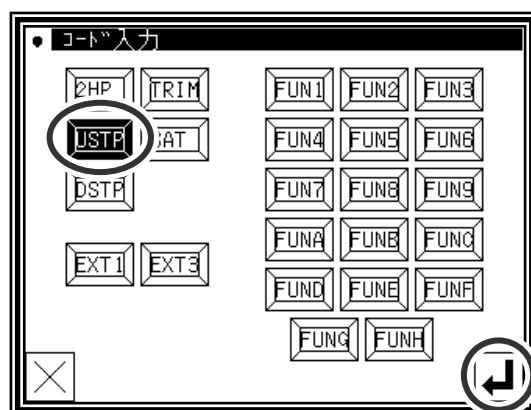 ｺｰﾄﾞ入力
2HP TRIM FUN1 FUN2 FUN3
USTP FUN4 FUN5 FUN6
DSTP FUN7 FUN8 FUN9
FUNA FUNB FUNC
EXT1 EXT3
FUND FUNE FUNF
FUNG FUNH